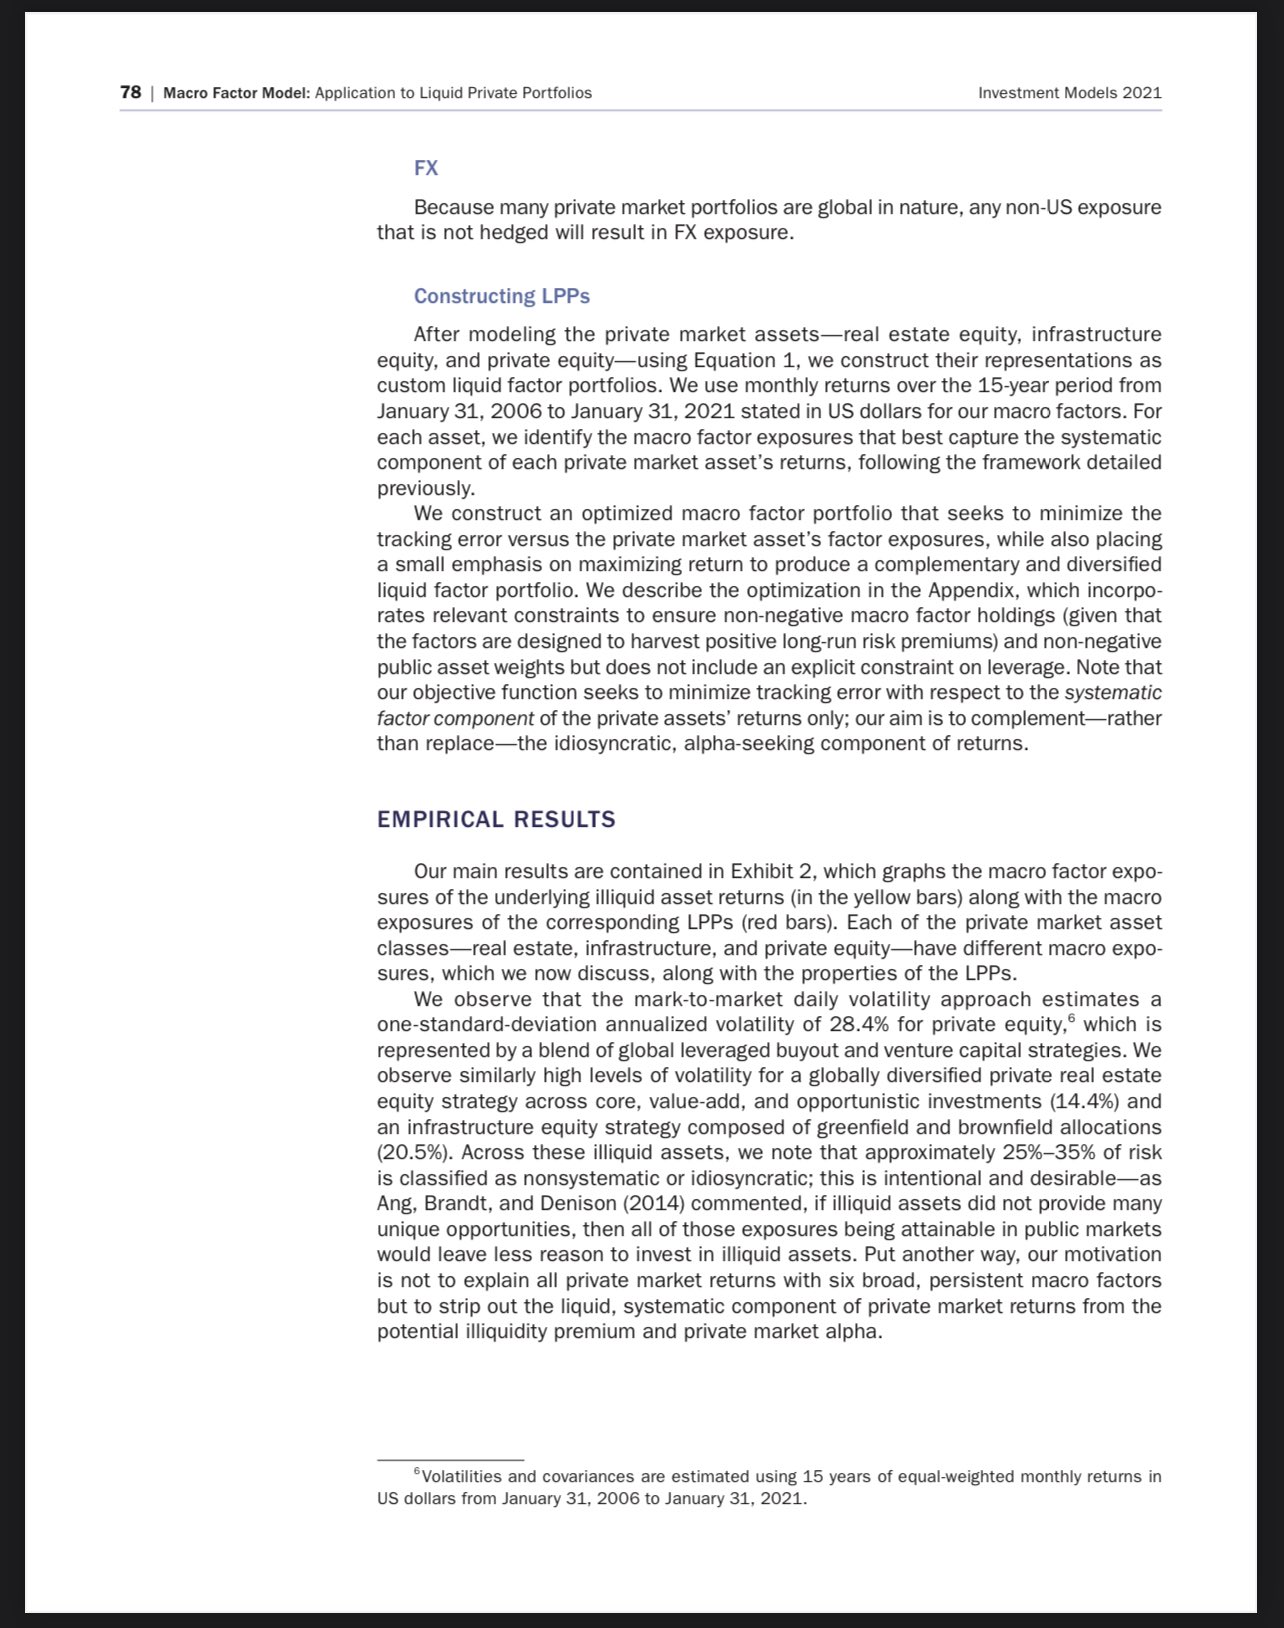 78 | Macro Factor Model: Application to Liquid Private Portfolios Investment Models 2021
FX
Because many private market portfolios are global in nature, any non-US exposure
that is not hedged will result in FX exposure.
Constructing LPPs
After modeling the private market assets—real estate equity, infrastructure
equity, and private equity—using Equation 1, we construct their representations as
custom liquid factor portfolios. We use monthly returns over the 15-year period from
January 31, 2006 to January 31, 2021 stated in US dollars for our macro factors. For
each asset, we identify the macro factor exposures that best capture the systematic
component of each private market asset's returns, following the framework detailed
previously.
We construct an optimized macro factor portfolio that seeks to minimize the
tracking error versus the private market asset's factor exposures, while also placing
a small emphasis on maximizing return to produce a complementary and diversified
liquid factor portfolio. We describe the optimization in the Appendix, which incorpo-
rates relevant constraints to ensure non-negative macro factor holdings (given that
the factors are designed to harvest positive long-run risk premiums) and non-negative
public asset weights but does not include an explicit constraint on leverage. Note that
our objective function seeks to minimize tracking error with respect to the systematic
factor component of the private assets' returns only; our aim is to complement—rather
than replace—the idiosyncratic, alpha-seeking component of returns.
EMPIRICAL RESULTS
Our main results are contained in Exhibit 2, which graphs the macro factor expo-
sures of the underlying illiquid asset returns (in the yellow bars) along with the macro
exposures of the corresponding LPPs (red bars). Each of the private market asset
classes—real estate, infrastructure, and private equity—have different macro expo-
sures, which we now discuss, along with the properties of the LPPs.
We observe that the mark-to-market daily volatility approach estimates a
one-standard-deviation annualized volatility of 28.4% for private equity,⁶ which is
represented by a blend of global leveraged buyout and venture capital strategies. We
observe similarly high levels of volatility for a globally diversified private real estate
equity strategy across core, value-add, and opportunistic investments (14.4%) and
an infrastructure equity strategy composed of greenfield and brownfield allocations
(20.5%). Across these illiquid assets, we note that approximately 25%–35% of risk
is classified as nonsystematic or idiosyncratic; this is intentional and desirable—as
Ang, Brandt, and Denison (2014) commented, if illiquid assets did not provide many
unique opportunities, then all of those exposures being attainable in public markets
would leave less reason to invest in illiquid assets. Put another way, our motivation
is not to explain all private market returns with six broad, persistent macro factors
but to strip out the liquid, systematic component of private market returns from the
potential illiquidity premium and private market alpha.
⁶Volatilities and covariances are estimated using 15 years of equal-weighted monthly returns in
US dollars from January 31, 2006 to January 31, 2021.